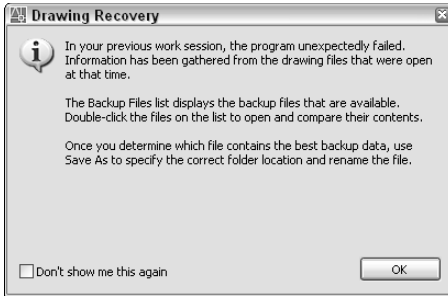 Drawing Recovery
In your previous work session, the program unexpectedly failed.
Information has been gathered from the drawing files that were open
at that time.
The Backup Files list displays the backup files that are available.
Double-click the files on the list to open and compare their contents.
Once you determine which file contains the best backup data, use
Save As to specify the correct folder location and rename the file.
Don't show me this again
OK